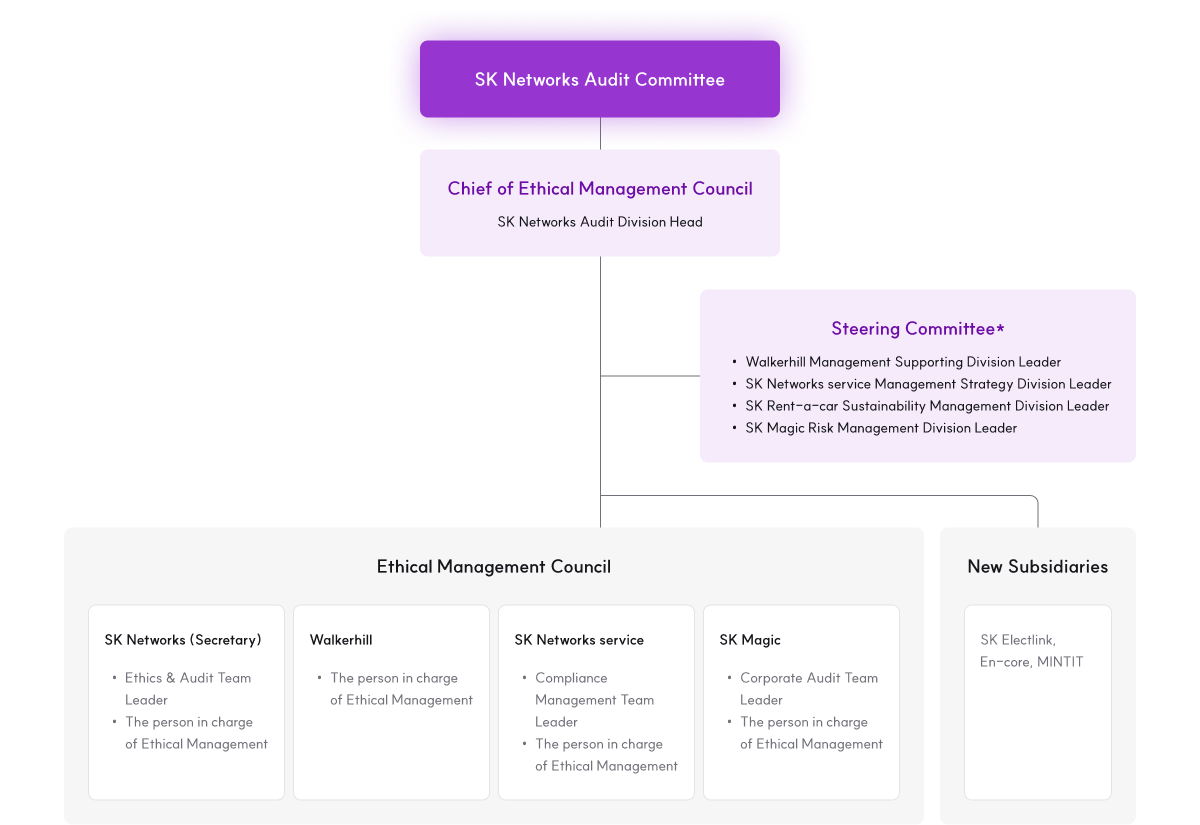 SK Networks Audit Committee
Chief of Ethical Management Council
SK Networks Audit Division Head
Steering Committee*
• Walkerhill Management Supporting Division Leader
• SK Networks service Management Strategy Division Leader
• SK Rent-a-car Sustainability Management Division Leader
• SK Magic Risk Management Division Leader
Ethical Management Council
SK Networks (Secretary)
• Ethics & Audit Team
Leader
• The person in charge
of Ethical Management
Walkerhill
• The person in charge
of Ethical Management
SK Networks service
• Compliance
Management Team
Leader
• The person in charge
of Ethical Management
SK Magic
• Corporate Audit Team
Leader
• The person in charge
of Ethical Management
New Subsidiaries
SK Electlink,
En-core, MINTIT